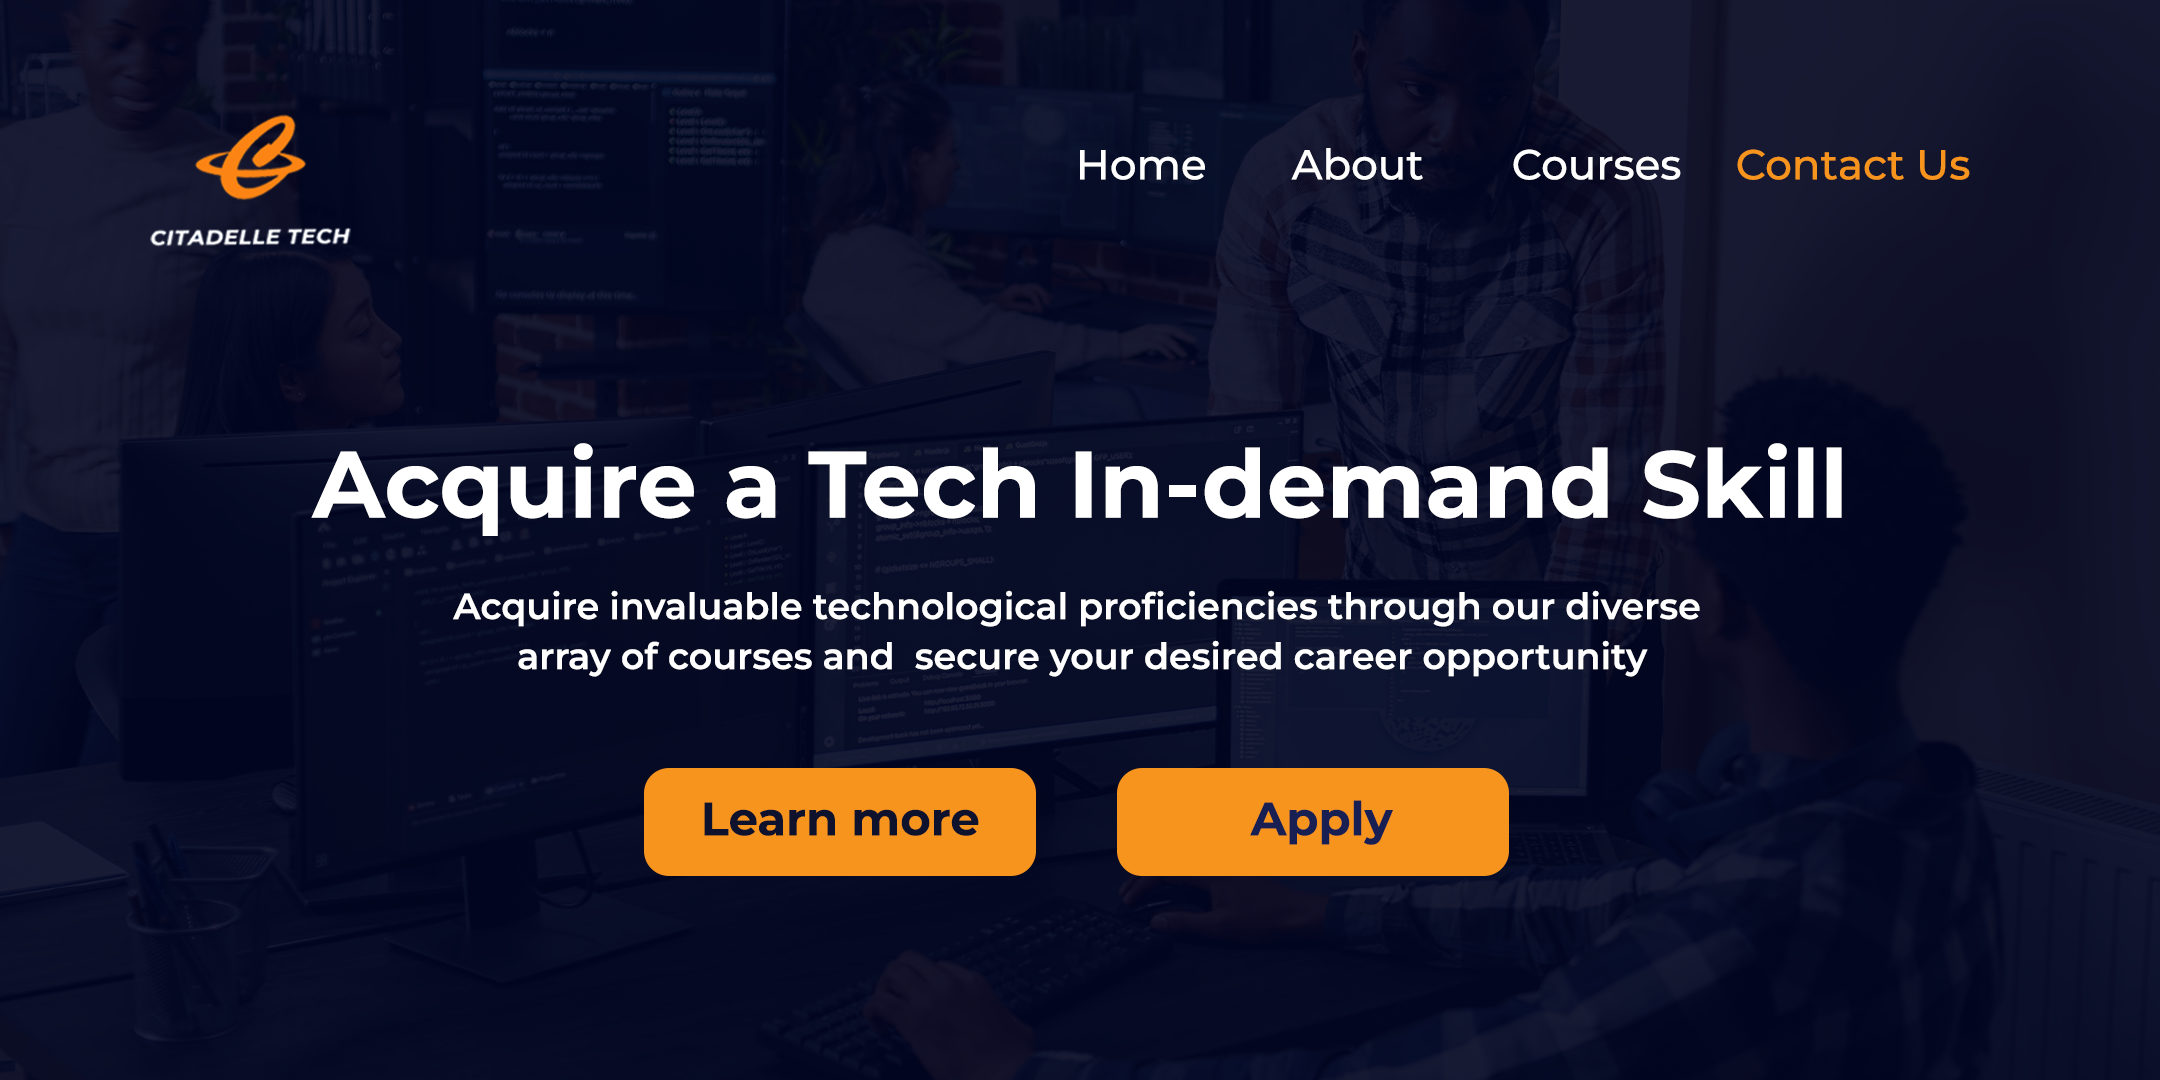 CITADELLE TECH
Home About Courses Contact Us
Acquire a Tech In-demand Skill
Acquire invaluable technological proficiencies through our diverse
array of courses and  secure your desired career opportunity
Learn more
Apply